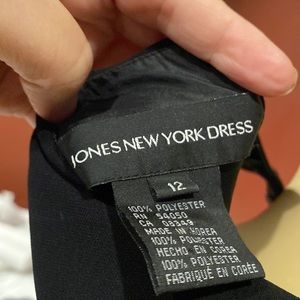 JONES NEW YORK DRESS
12
100% POLYESTER
RN 54050
CA 08349
MADE IN KOREA
100% POLYESTER
HECHO EN COREA
100% POLYESTER
FABRIQUÉ EN CORÉE